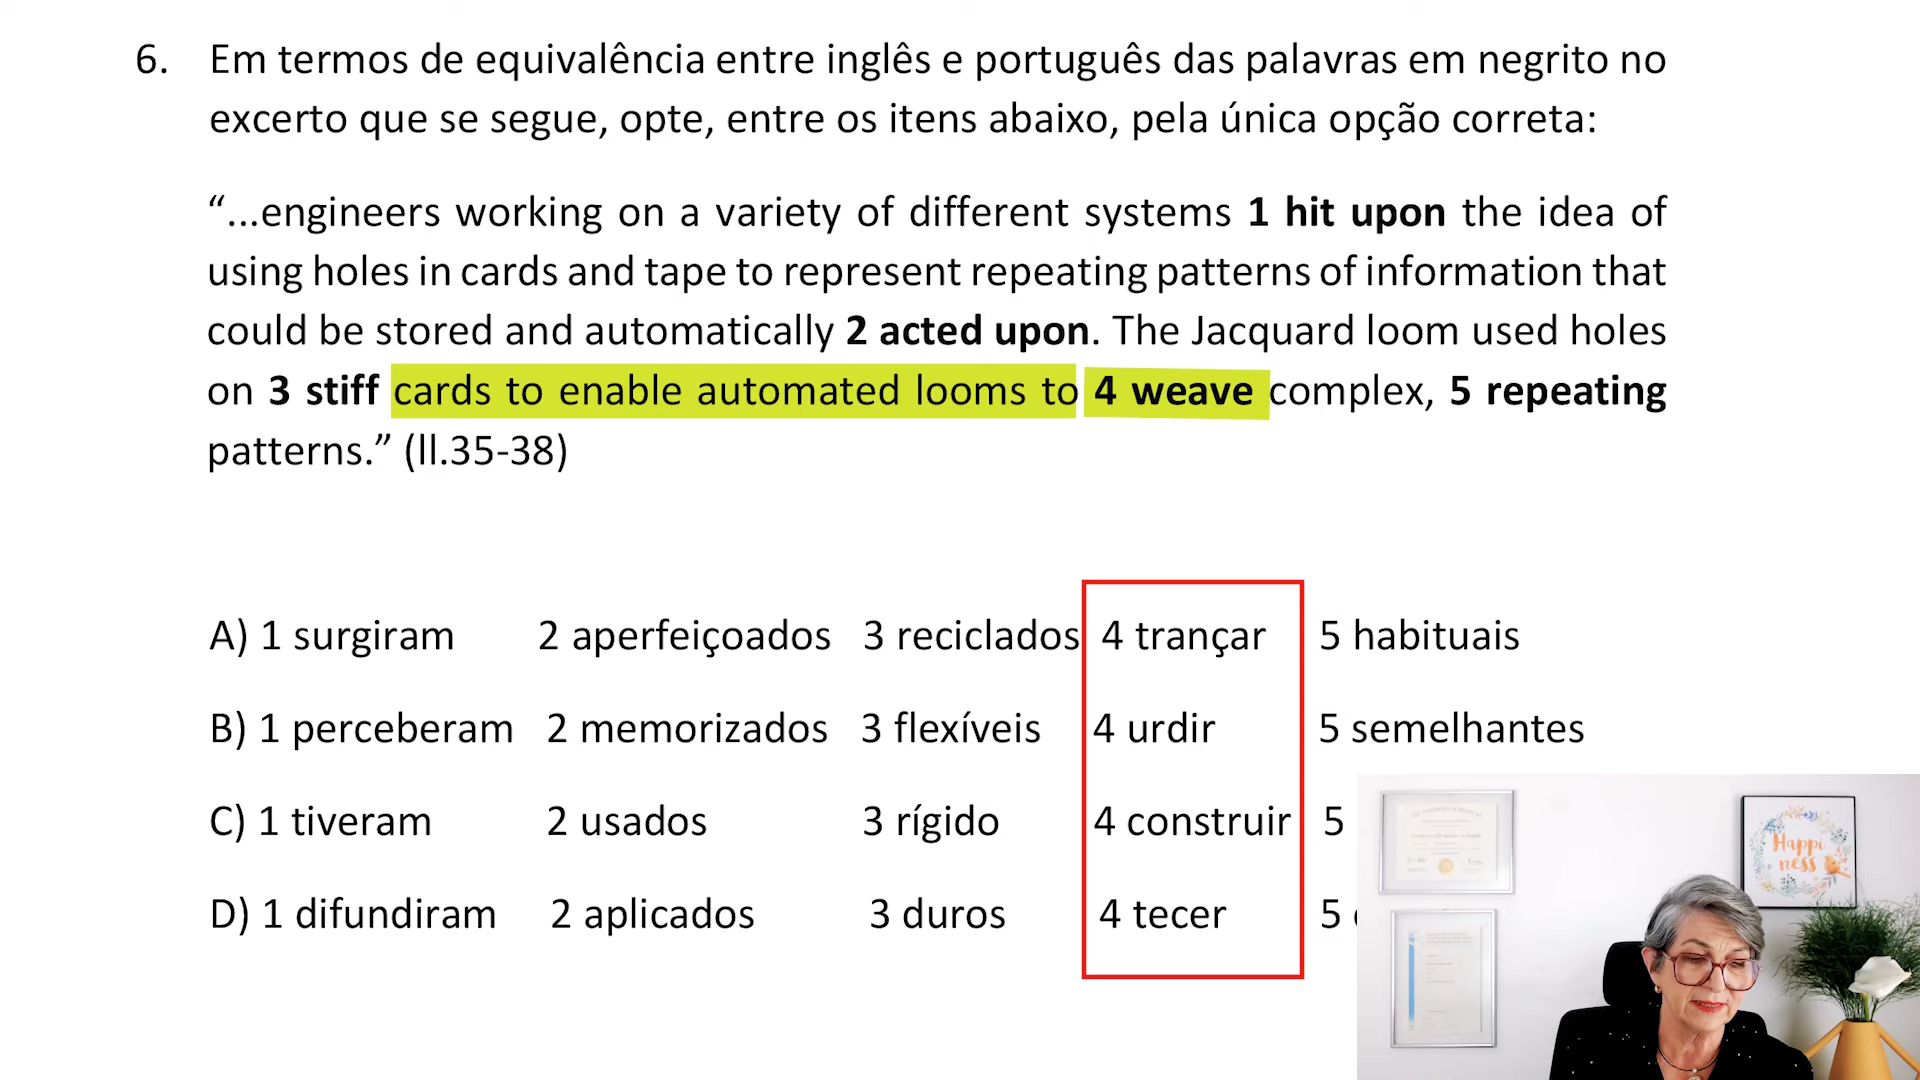 6. Em termos de equivalência entre inglês e português das palavras em negrito no
excerto que se segue, opte, entre os itens abaixo, pela única opção correta:
“...engineers working on a variety of different systems 1 hit upon the idea of
using holes in cards and tape to represent repeating patterns of information that
could be stored and automatically 2 acted upon. The Jacquard loom used holes
on 3 stiff cards to enable automated looms to 4 weave complex, 5 repeating
patterns.” (ll.35-38)
A) 1 surgiram 2 aperfeiçoados 3 reciclados 4 trançar 5 habituais
B) 1 perceberam 2 memorizados 3 flexíveis 4 urdir 5 semelhantes
C) 1 tiveram 2 usados 3 rígido 4 construir 5
D) 1 difundiram 2 aplicados 3 duros 4 tecer 5
Happi
ness